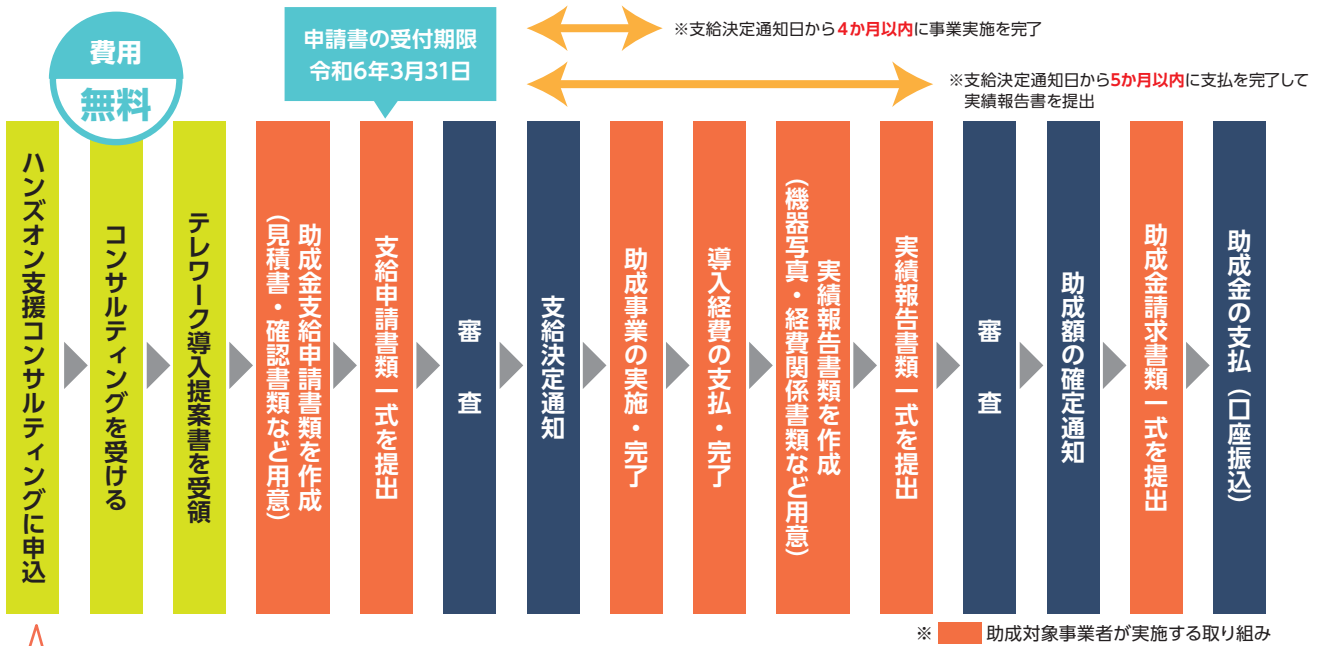 費用
無料
申請書の受付期限
令和6年3月31日
※支給決定通知日から4か月以内に事業実施を完了
※支給決定通知日から5か月以内に支払を完了して
実績報告書を提出
ハンズオン支援コンサルティングに申込
コンサルティングを受ける
テレワーク導入提案書を受領
助成金支給申請書類を作成
(見積書・確認書類など用意)
支給申請書類一式を提出
審査
支給決定通知
助成事業の実施・完了
導入経費の支払・完了
実績報告書類を作成
(機器写真・経費関係書類など用意)
実績報告書類一式を提出
審査
助成額の確定通知
助成金請求書類一式を提出
助成金の支払(口座振込)
※ 助成対象事業者が実施する取り組み